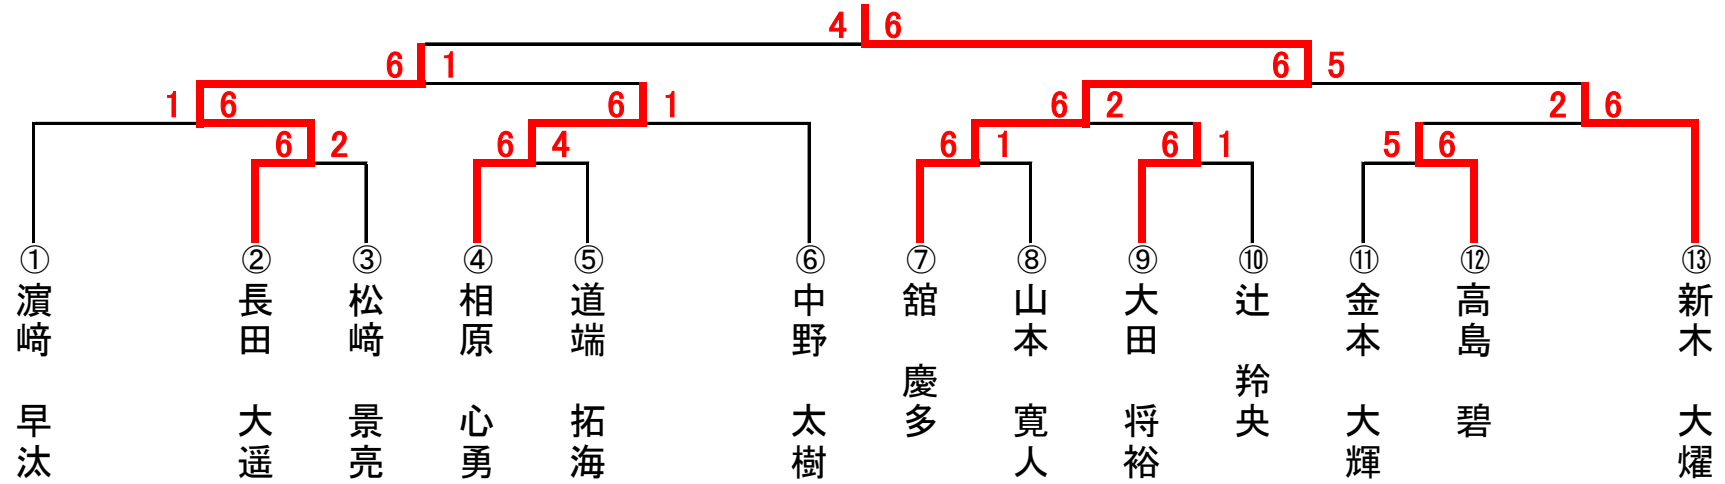 4 6
6 1 6 5
1 6 6 1 6 2 2 6
6 2 6 4 6 1 6 1 5 6
① 濵﨑 早汰
② 長田 大遥
③ 松﨑 景亮
④ 相原 心勇
⑤ 道端 拓海
⑥ 中野 太樹
⑦ 舘 慶多
⑧ 山本 寛人
⑨ 大田 将裕
⑩ 辻 羚央
⑪ 金本 大輝
⑫ 高島 碧
⑬ 新木 大燿